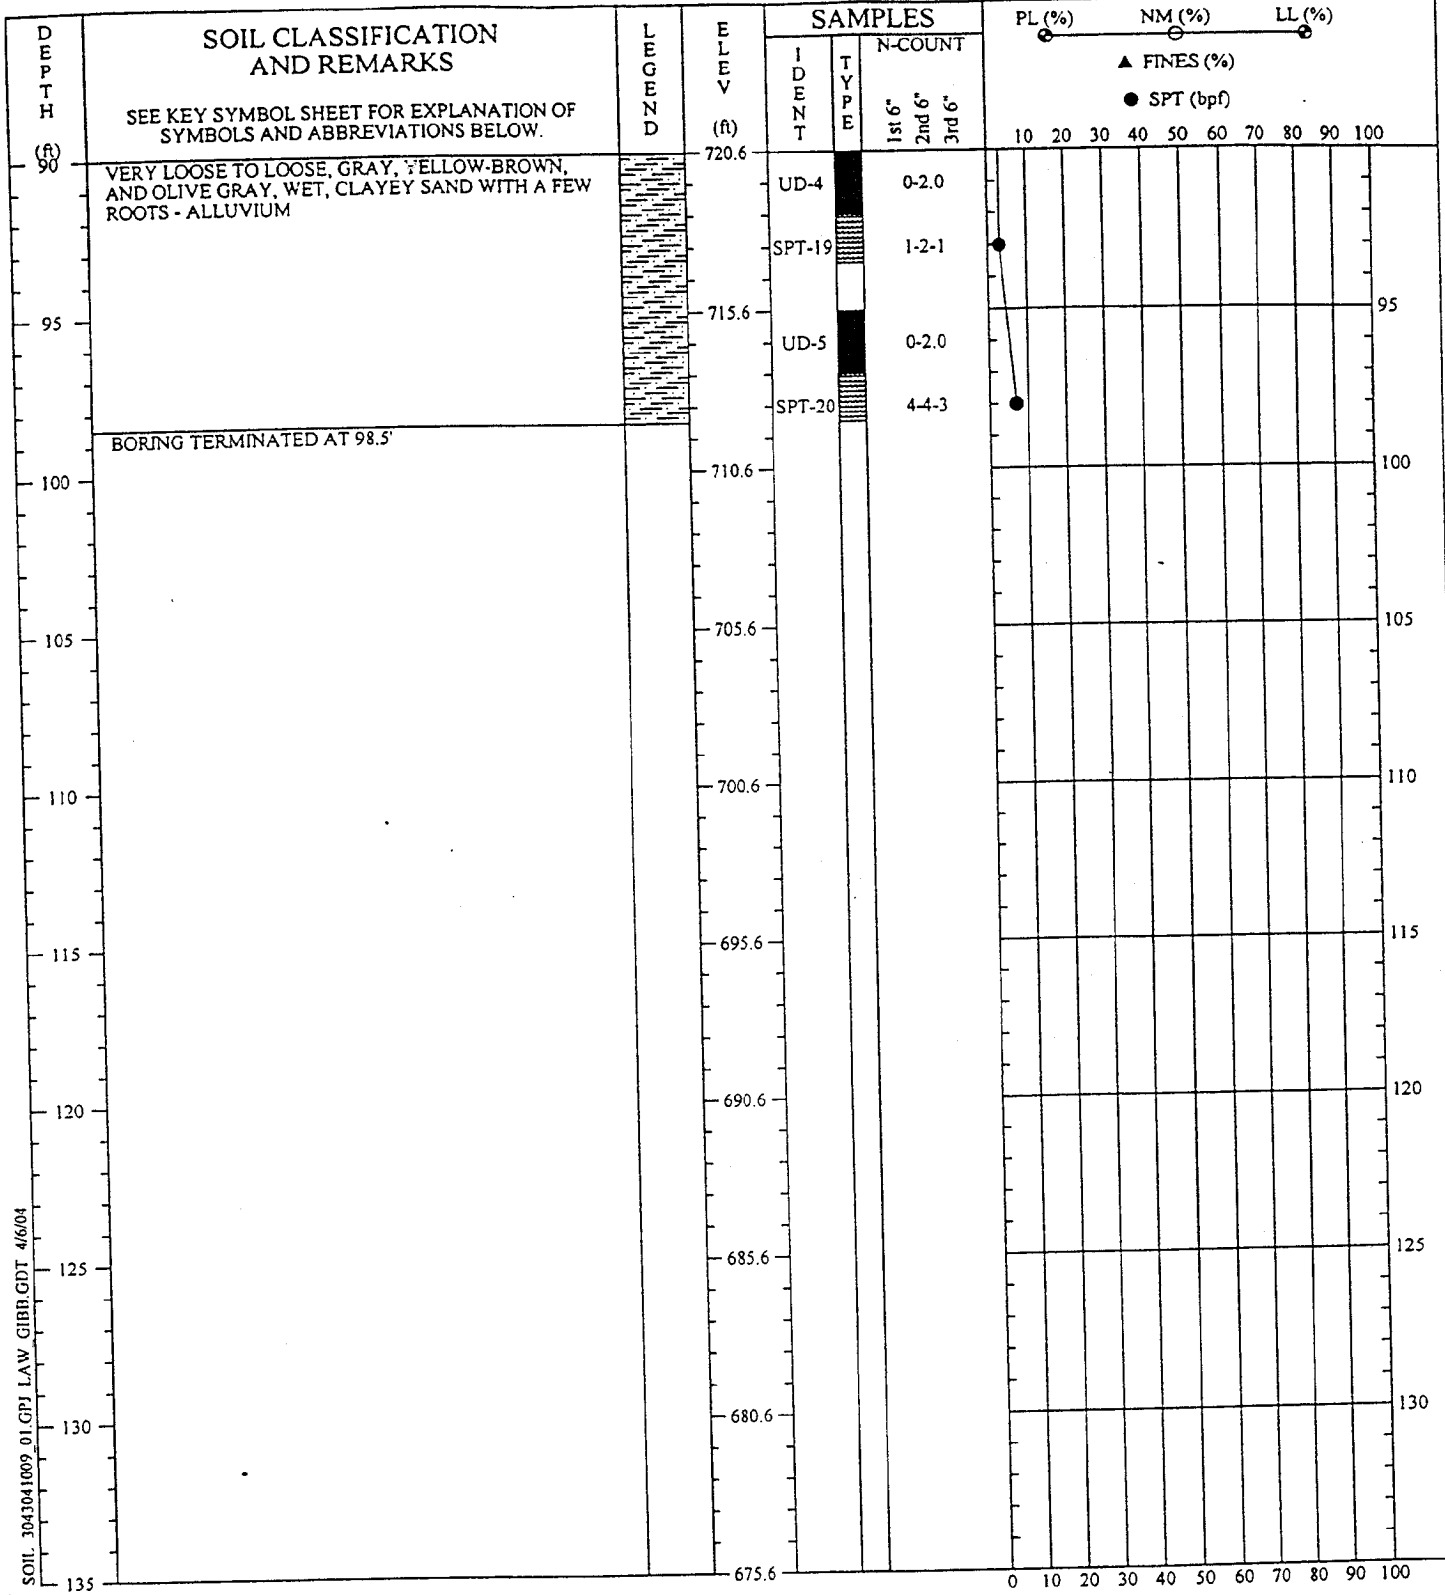 DEPTH
(ft)
SOIL CLASSIFICATION
AND REMARKS
SEE KEY SYMBOL SHEET FOR EXPLANATION OF
SYMBOLS AND ABBREVIATIONS BELOW.
LEGEND
ELEV
(ft)
SAMPLES
IDENT
TYPE
N-COUNT
1st 6"
2nd 6"
3rd 6"
PL (%) NM (%) LL (%)
▲ FINES (%)
● SPT (bpf)
10 20 30 40 50 60 70 80 90 100
90
VERY LOOSE TO LOOSE, GRAY, YELLOW-BROWN,
AND OLIVE GRAY, WET, CLAYEY SAND WITH A FEW
ROOTS - ALLUVIUM
720.6
UD-4 0-2.0
SPT-19 1-2-1
95 715.6 95
UD-5 0-2.0
SPT-20 4-4-3
BORING TERMINATED AT 98.5'
100 710.6 100
105 705.6 105
110 700.6 110
115 695.6 115
120 690.6 120
125 685.6 125
130 680.6 130
135 675.6
0 10 20 30 40 50 60 70 80 90 100
SOIL 3043041009_01.GPJ LAW_GIBB.GDT 4/6/04